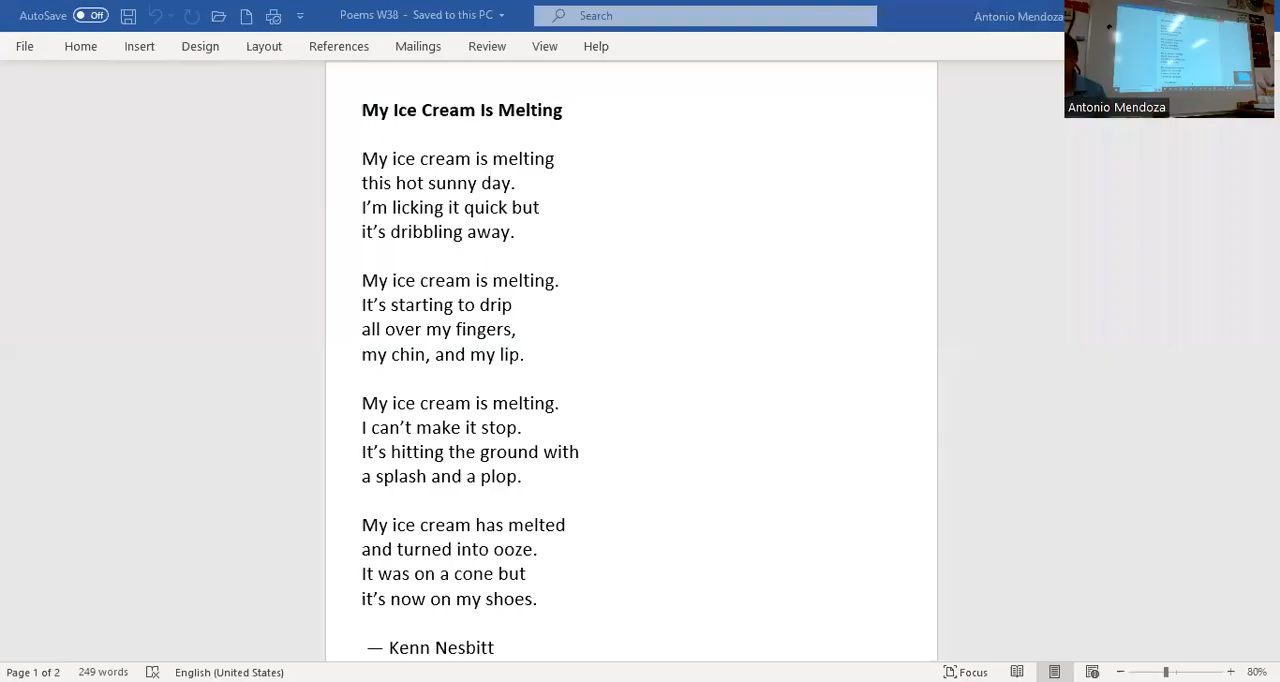 AutoSave Off Poems W38 - Saved to this PC Search Antonio Mendoza
File Home Insert Design Layout References Mailings Review View Help
Antonio Mendoza
My Ice Cream Is Melting
My ice cream is melting
this hot sunny day.
I’m licking it quick but
it’s dribbling away.
My ice cream is melting.
It’s starting to drip
all over my fingers,
my chin, and my lip.
My ice cream is melting.
I can’t make it stop.
It’s hitting the ground with
a splash and a plop.
My ice cream has melted
and turned into ooze.
It was on a cone but
it’s now on my shoes.
— Kenn Nesbitt
Page 1 of 2 249 words English (United States) Focus 80%